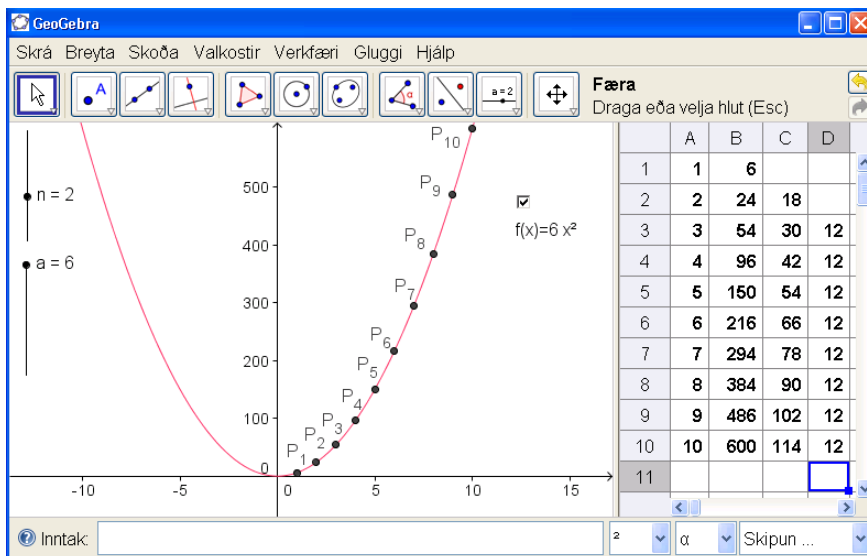 GeoGebra
Skrá Breyta Skoða Valkostir Verkfæri Gluggi Hjálp
A
α
a = 2
Færa
Draga eða velja hlut (Esc)
n = 2
a = 6
f(x)=6 x²
500
400
300
200
100
0
-10 -5 0 5 10 15
P₁₀
P₉
P₈
P₇
P₆
P₅
P₄
P₃
P₂
P₁
A B C D
1 1 6
2 2 24 18
3 3 54 30 12
4 4 96 42 12
5 5 150 54 12
6 6 216 66 12
7 7 294 78 12
8 8 384 90 12
9 9 486 102 12
10 10 600 114 12
11
Inntak: ² α Skipun ...